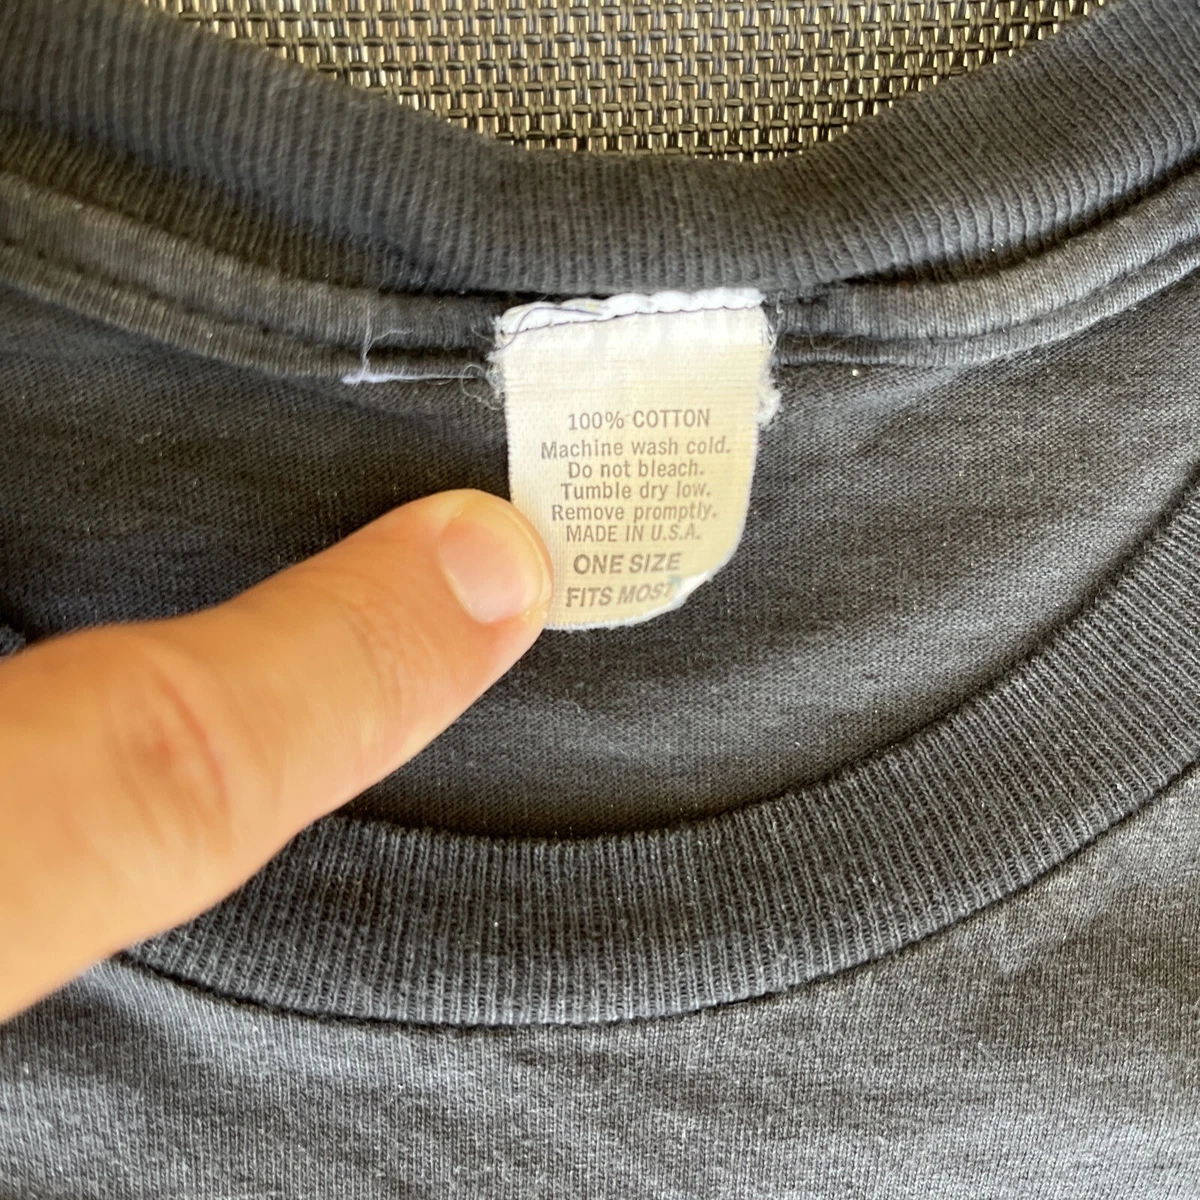 100% COTTON
Machine wash cold.
Do not bleach.
Tumble dry low.
Remove promptly.
MADE IN U.S.A.
ONE SIZE
FITS MOST